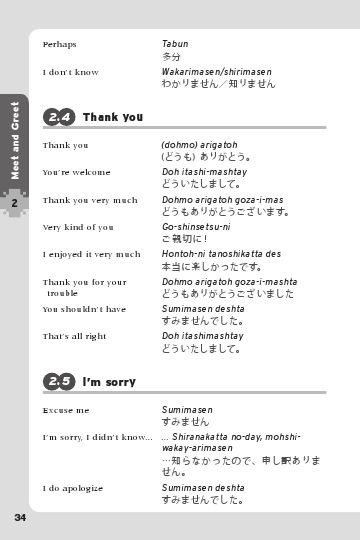 Perhaps
Tabun
多分
I don't know
Wakarimasen/shirimasen
わかりません／知りません
2.4 Thank you
Thank you
(dohmo) arigatoh
(どうも) ありがとう。
You're welcome
Doh itashi-mashtay
どういたしまして。
Thank you very much
Dohmo arigatoh goza-i-mas
どうもありがとうございます。
Very kind of you
Go-shinsetsu-ni
ご親切に！
I enjoyed it very much
Hontoh-ni tanoshikatta des
本当に楽しかったです。
Thank you for your
trouble
Dohmo arigatoh goza-i-mashta
どうもありがとうございました
You shouldn't have
Sumimasen deshta
すみませんでした。
That's all right
Doh itashimashtay
どういたしまして。
2.5 I'm sorry
Excuse me
Sumimasen
すみません
I'm sorry, I didn't know...
... Shiranakatta no-day, mohshi-
wakay-arimasen
…知らなかったので、申し訳ありま
せん。
I do apologize
Sumimasen deshta
すみませんでした。
Meet and Greet
2
34